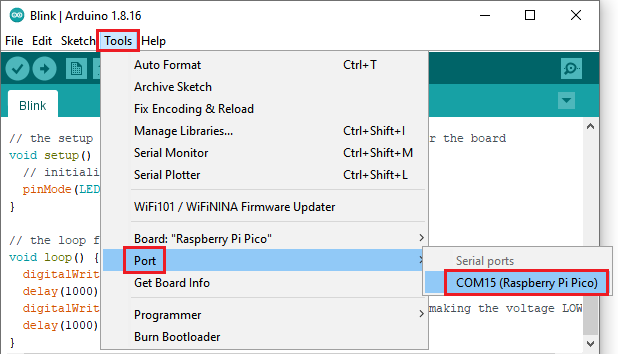 Blink | Arduino 1.8.16
File Edit Sketch Tools Help
Auto Format Ctrl+T
Archive Sketch
Fix Encoding & Reload
Manage Libraries... Ctrl+Shift+I
Serial Monitor Ctrl+Shift+M
Serial Plotter Ctrl+Shift+L
WiFi101 / WiFiNINA Firmware Updater
Board: "Raspberry Pi Pico"
Port
Get Board Info
Programmer
Burn Bootloader
Serial ports
COM15 (Raspberry Pi Pico)
Blink
// the setup r the board
void setup()
// initiali
pinMode(LED
}
// the loop f
void loop() {
digitalWrit
delay(1000)
digitalWrit making the voltage LOW
delay(1000)
}